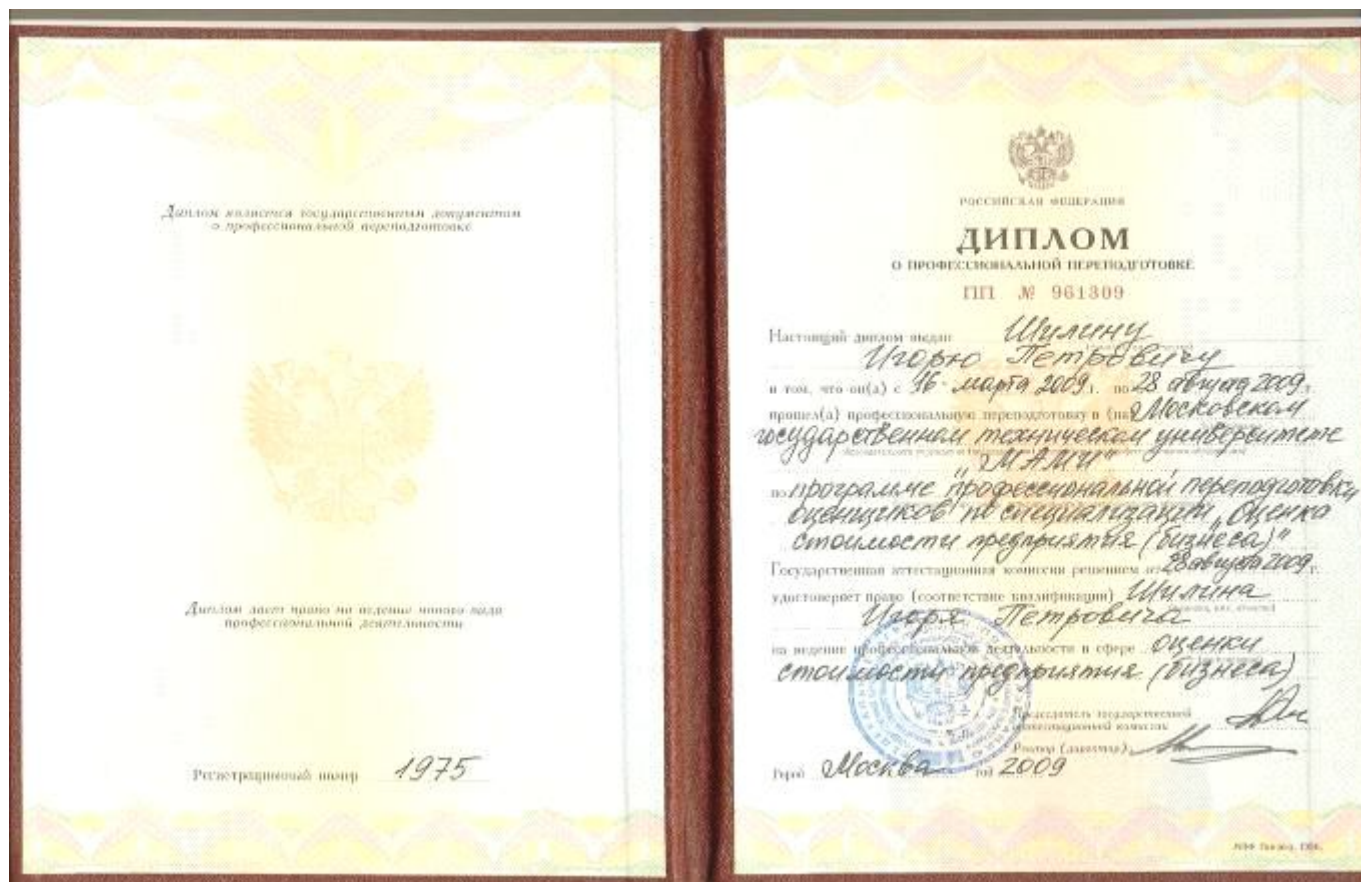 Диплом является государственным документом
о профессиональной переподготовке
Диплом дает право на ведение нового вида
профессиональной деятельности
Регистрационный номер 1975
РОССИЙСКАЯ ФЕДЕРАЦИЯ
ДИПЛОМ
О ПРОФЕССИОНАЛЬНОЙ ПЕРЕПОДГОТОВКЕ
ПП № 961309
Настоящий диплом выдан Шилину
Игорю Петровичу
в том, что он(а) с 16 марта 2009 г. по 28 августа 2009 г.
прошел(а) профессиональную переподготовку в (на) Московском
государственном техническом университете
"МАМИ"
по программе профессиональной переподготовки
оценщиков по специализации "Оценка
стоимости предприятия (бизнеса)"
Государственная аттестационная комиссия решением от 28 августа 2009 г.
удостоверяет право (соответствие квалификации) Шилина
(фамилия, имя, отчество)
Игоря Петровича
на ведение профессиональной деятельности в сфере оценки
стоимости предприятия (бизнеса)
Председатель государственной
аттестационной комиссии
Ректор (директор)
Город Москва год 2009